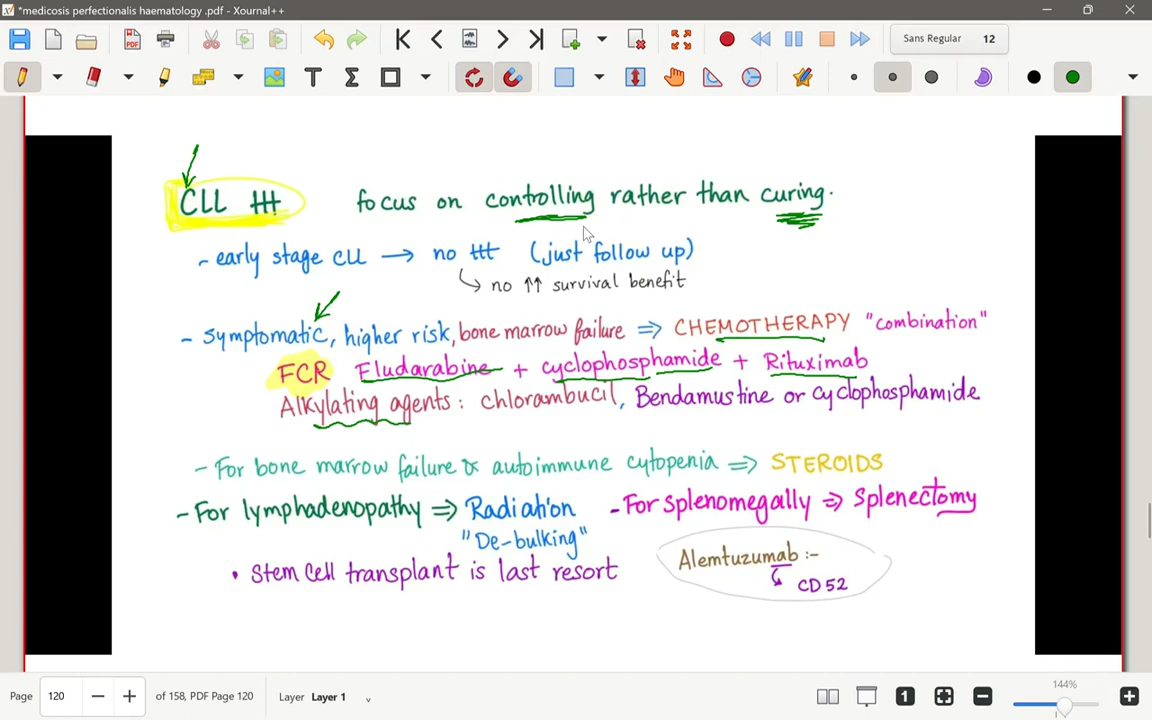 *medicosis perfectionalis haematology .pdf - Xournal++
PDF
Sans Regular 12
CLL ttt focus on controlling rather than curing.
- early stage CLL → no ttt (just follow up)
↳ no ↑↑ survival benefit
- symptomatic, higher risk, bone marrow failure ⇒ CHEMOTHERAPY "combination"
FCR Fludarabine + cyclophosphamide + Rituximab
Alkylating agents: chlorambucil, Bendamustine or cyclophosphamide
- For bone marrow failure & autoimmune cytopenia ⇒ STEROIDS
- For lymphadenopathy ⇒ Radiation - For splenomegally ⇒ Splenectomy
"De-bulking"
Alemtuzumab :-
• Stem cell transplant is last resort
↳ CD52
Page 120 of 158, PDF Page 120 Layer Layer 1 144%
1